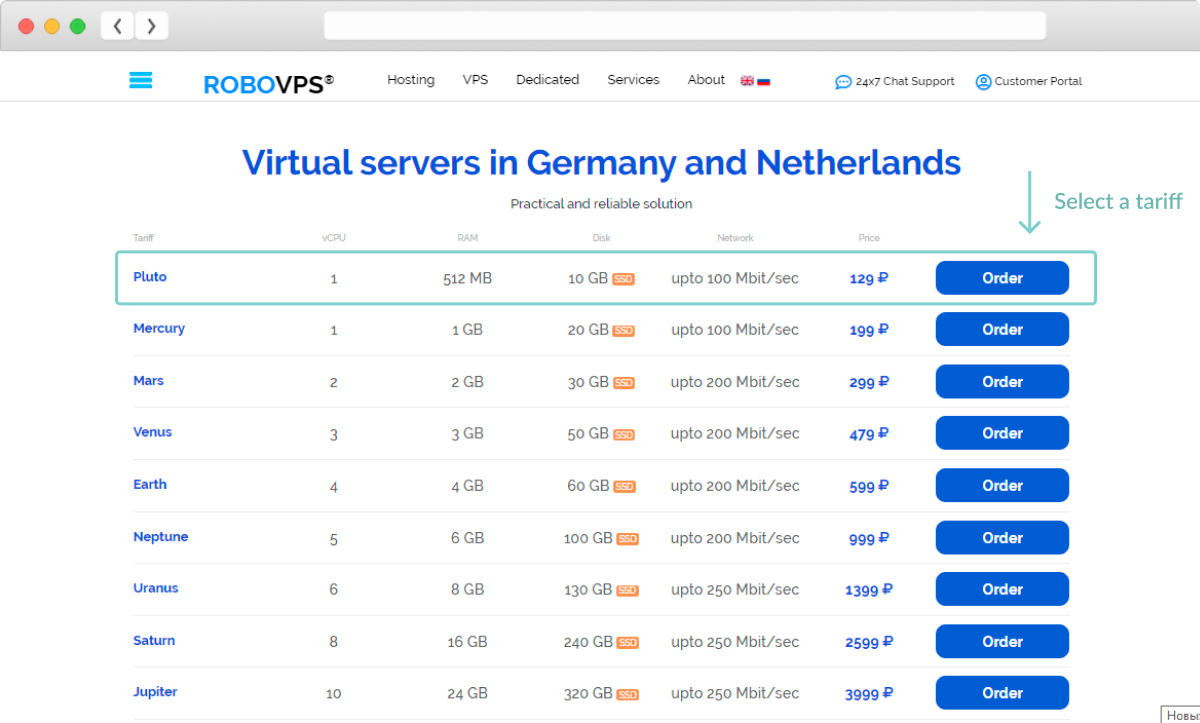 ROBOVPS® Hosting VPS Dedicated Services About 24x7 Chat Support Customer Portal
Virtual servers in Germany and Netherlands
Practical and reliable solution
Select a tariff
Tariff vCPU RAM Disk Network Price
Pluto 1 512 MB 10 GB SSD upto 100 Mbit/sec 129 ₽ Order
Mercury 1 1 GB 20 GB SSD upto 100 Mbit/sec 199 ₽ Order
Mars 2 2 GB 30 GB SSD upto 200 Mbit/sec 299 ₽ Order
Venus 3 3 GB 50 GB SSD upto 200 Mbit/sec 479 ₽ Order
Earth 4 4 GB 60 GB SSD upto 200 Mbit/sec 599 ₽ Order
Neptune 5 6 GB 100 GB SSD upto 200 Mbit/sec 999 ₽ Order
Uranus 6 8 GB 130 GB SSD upto 250 Mbit/sec 1399 ₽ Order
Saturn 8 16 GB 240 GB SSD upto 250 Mbit/sec 2599 ₽ Order
Jupiter 10 24 GB 320 GB SSD upto 250 Mbit/sec 3999 ₽ Order